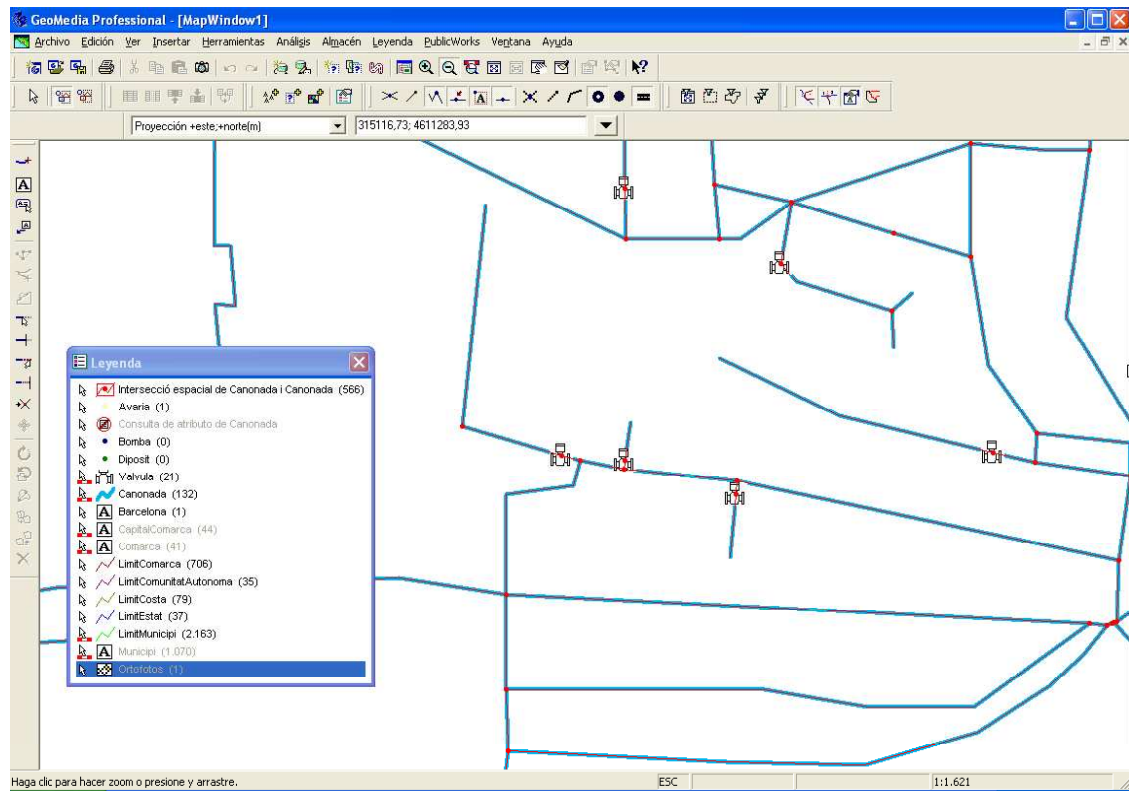 GeoMedia Professional - [MapWindow1]
Archivo Edición Ver Insertar Herramientas Análisis Almacén Leyenda PublicWorks Ventana Ayuda
Proyección +este;+norte(m) 315116,73; 4611283,93
Leyenda
Intersecció espacial de Canonada i Canonada (566)
Avaria (1)
Consulta de atributo de Canonada
Bomba (0)
Diposit (0)
Valvula (21)
Canonada (132)
Barcelona (1)
CapitalComarca (44)
Comarca (41)
LimitComarca (706)
LimitComunitatAutonoma (35)
LimitCosta (79)
LimitEstat (37)
LimitMunicipi (2.163)
Municipi (1.070)
Ortofotos (1)
Haga clic para hacer zoom o presione y arrastre. ESC 1:1.621